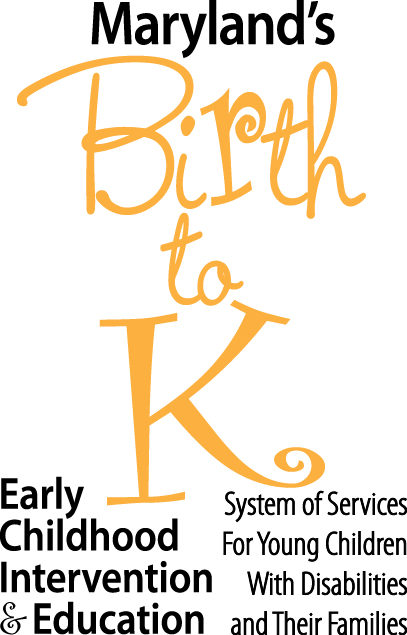 Maryland's
Birth
to
K
Early
Childhood
Intervention
& Education
System of Services
For Young Children
With Disabilities
and Their Families